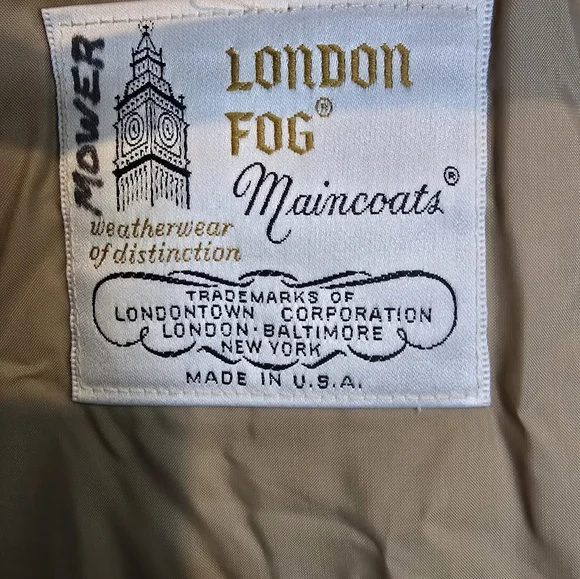 MOWER
LONDON
FOG®
Maincoats®
weatherwear
of distinction
TRADEMARKS OF
LONDONTOWN CORPORATION
LONDON·BALTIMORE
NEW YORK
MADE IN U.S.A.